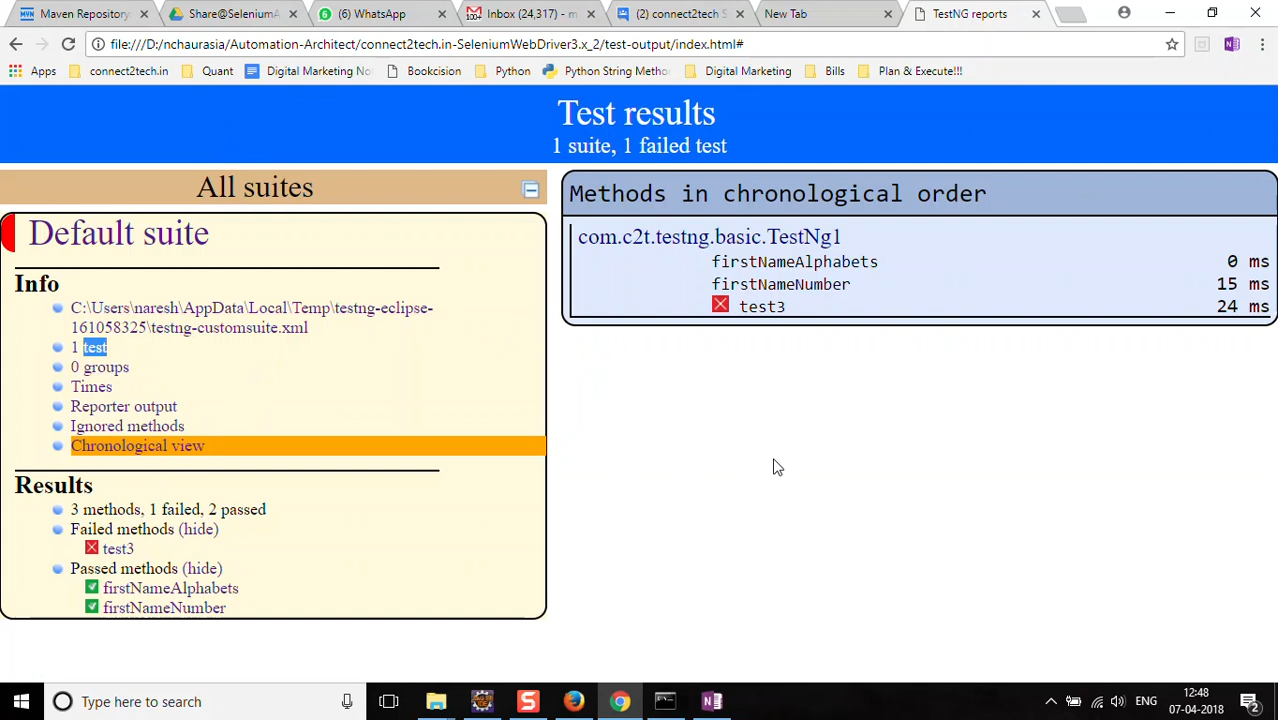 Maven Repository:
Share@SeleniumA
(6) WhatsApp
Inbox (24,317) - m
(2) connect2tech S
New Tab
TestNG reports
file:///D:/nchaurasia/Automation-Architect/connect2tech.in-SeleniumWebDriver3.x_2/test-output/index.html#
Apps
connect2tech.in
Quant
Digital Marketing No
Bookcision
Python
Python String Metho
Digital Marketing
Bills
Plan & Execute!!!
Test results
1 suite, 1 failed test
All suites
Default suite
Info
C:\Users\naresh\AppData\Local\Temp\testng-eclipse-
161058325\testng-customsuite.xml
1 test
0 groups
Times
Reporter output
Ignored methods
Chronological view
Results
3 methods, 1 failed, 2 passed
Failed methods (hide)
test3
Passed methods (hide)
firstNameAlphabets
firstNameNumber
Methods in chronological order
com.c2t.testng.basic.TestNg1
firstNameAlphabets 0 ms
firstNameNumber 15 ms
test3 24 ms
Type here to search
ENG
12:48
07-04-2018
2